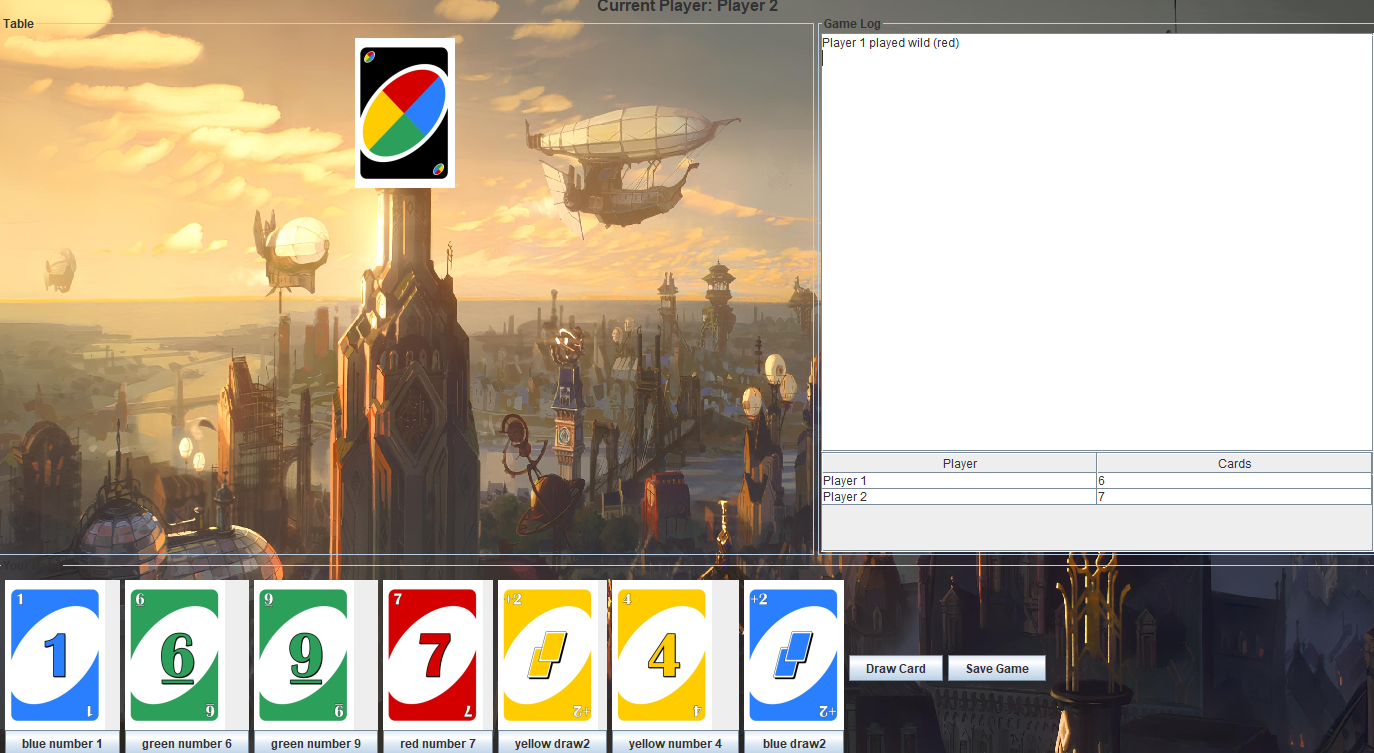 Current Player: Player 2
Table
Game Log
Player 1 played wild (red)
Player Cards
Player 1 6
Player 2 7
1 6 9 7 +2 4 +2
1 6 9 7 4
1 6 9 7 +2 4 +2
Draw Card Save Game
blue number 1 green number 6 green number 9 red number 7 yellow draw2 yellow number 4 blue draw2